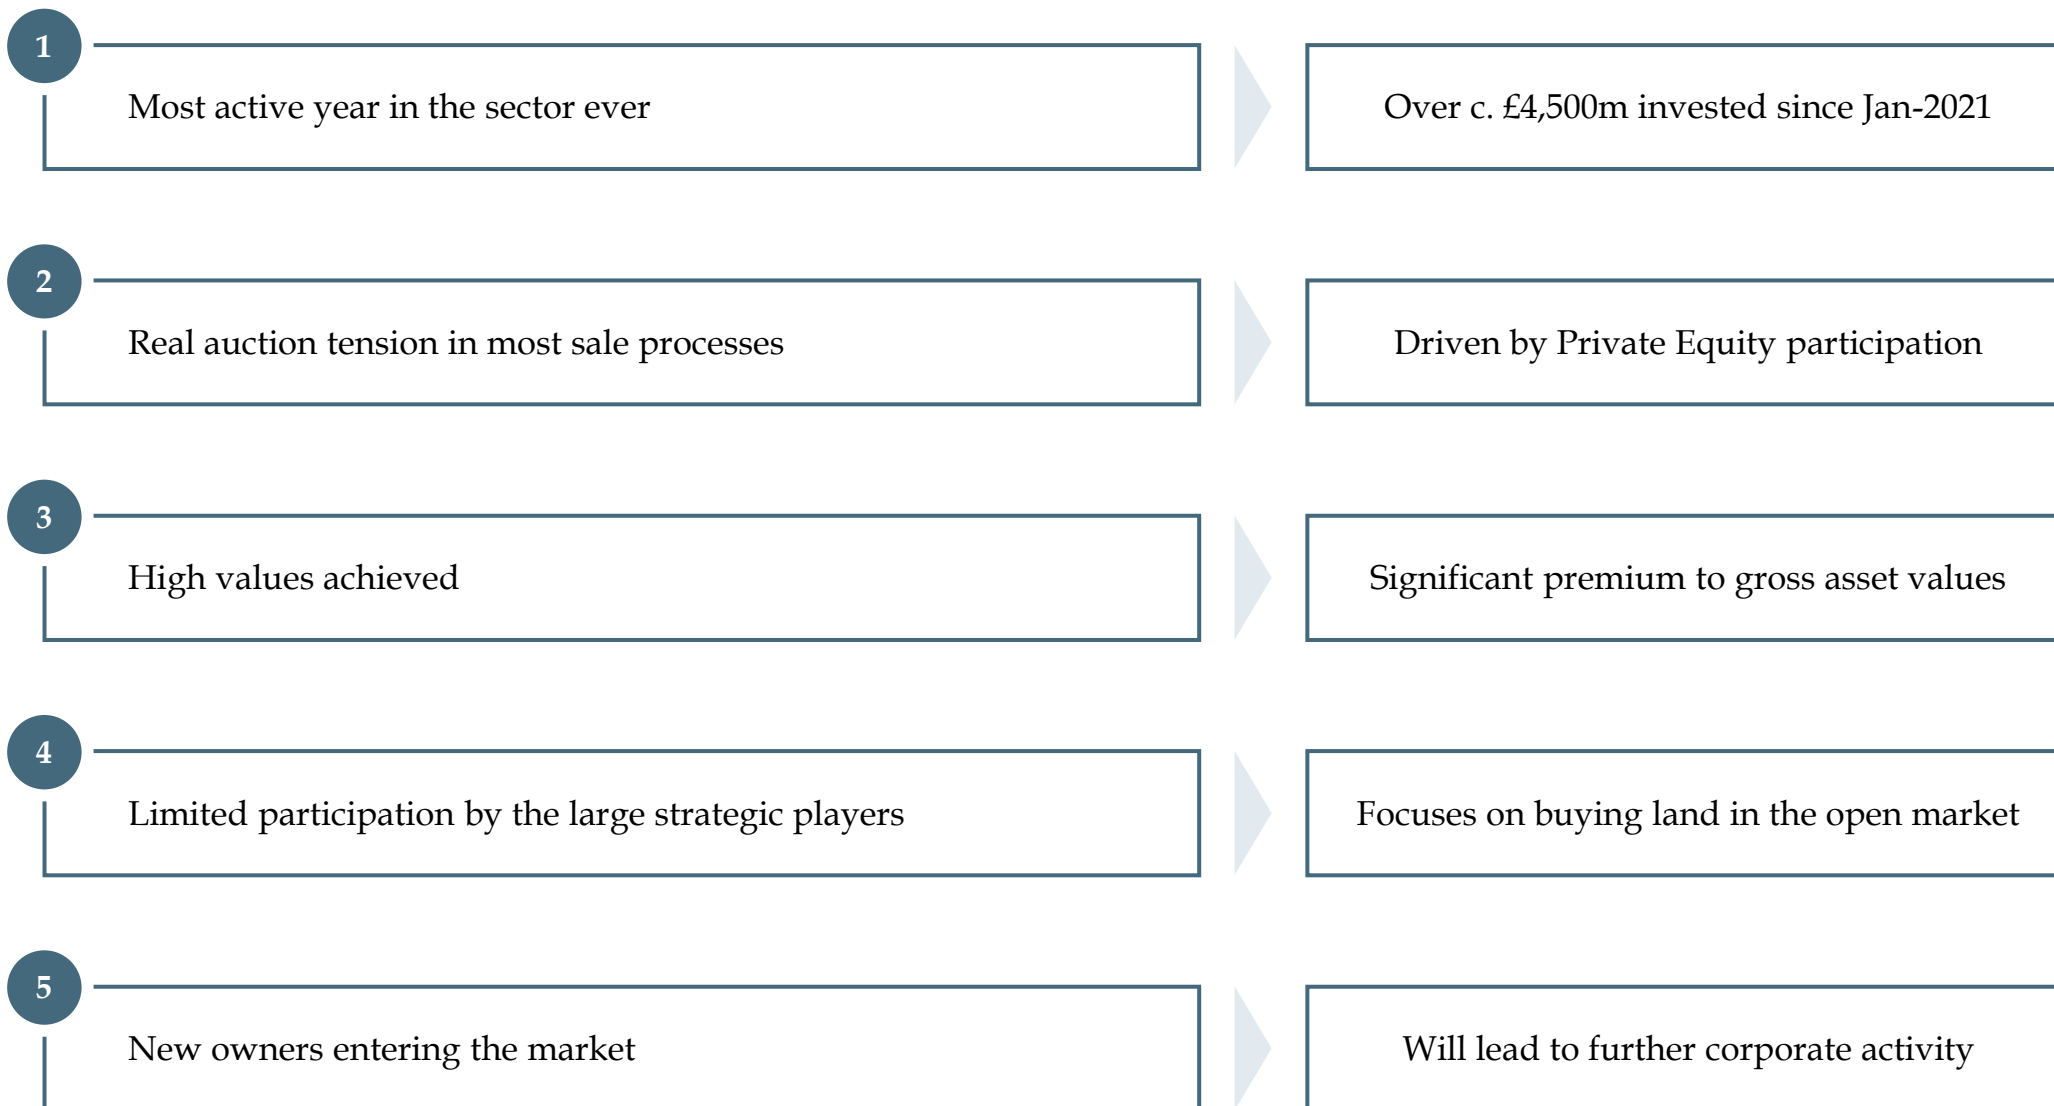 1
Most active year in the sector ever
Over c. £4,500m invested since Jan-2021
2
Real auction tension in most sale processes
Driven by Private Equity participation
3
High values achieved
Significant premium to gross asset values
4
Limited participation by the large strategic players
Focuses on buying land in the open market
5
New owners entering the market
Will lead to further corporate activity